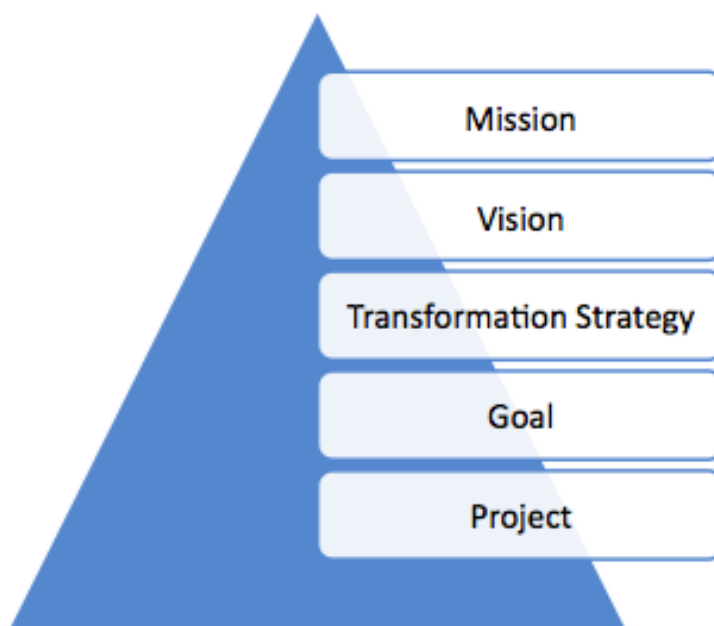 Mission
Vision
Transformation Strategy
Goal
Project